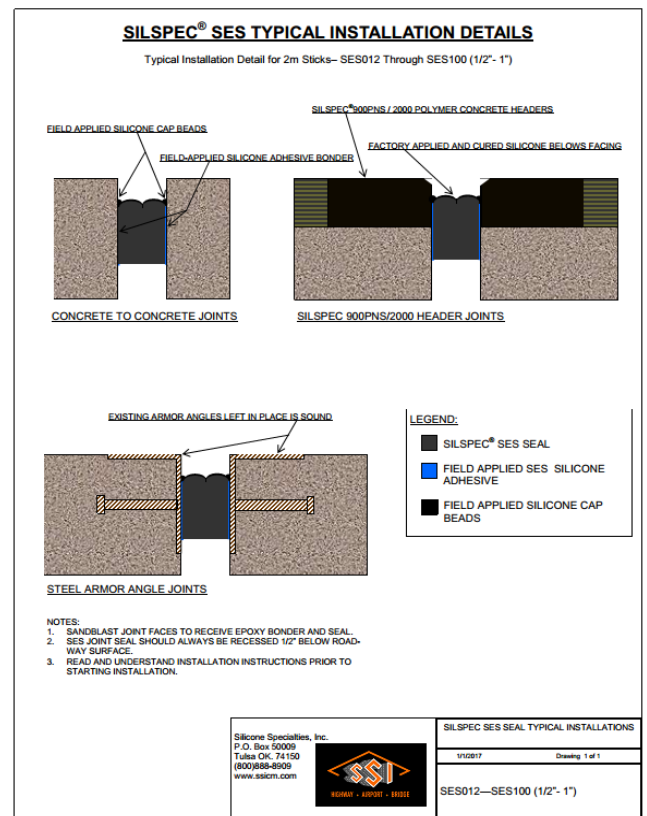 SILSPEC® SES TYPICAL INSTALLATION DETAILS
Typical Installation Detail for 2m Sticks– SES012 Through SES100 (1/2"- 1")
SILSPEC®900PNS / 2000 POLYMER CONCRETE HEADERS
FIELD APPLIED SILICONE CAP BEADS
FACTORY APPLIED AND CURED SILICONE BELOWS FACING
FIELD-APPLIED SILICONE ADHESIVE BONDER
CONCRETE TO CONCRETE JOINTS
SILSPEC 900PNS/2000 HEADER JOINTS
EXISTING ARMOR ANGLES LEFT IN PLACE IS SOUND
LEGEND:
SILSPEC® SES SEAL
FIELD APPLIED SES SILICONE
ADHESIVE
FIELD APPLIED SILICONE CAP
BEADS
STEEL ARMOR ANGLE JOINTS
NOTES:
1. SANDBLAST JOINT FACES TO RECEIVE EPOXY BONDER AND SEAL.
2. SES JOINT SEAL SHOULD ALWAYS BE RECESSED 1/2" BELOW ROAD-
WAY SURFACE.
3. READ AND UNDERSTAND INSTALLATION INSTRUCTIONS PRIOR TO
STARTING INSTALLATION.
Silicone Specialties, Inc.
P.O. Box 50009
Tulsa OK. 74150
(800)888-8909
www.ssicm.com
SSI
HIGHWAY • AIRPORT • BRIDGE
SILSPEC SES SEAL TYPICAL INSTALLATIONS
1/1/2017 Drawing 1 of 1
SES012—SES100 (1/2"- 1")